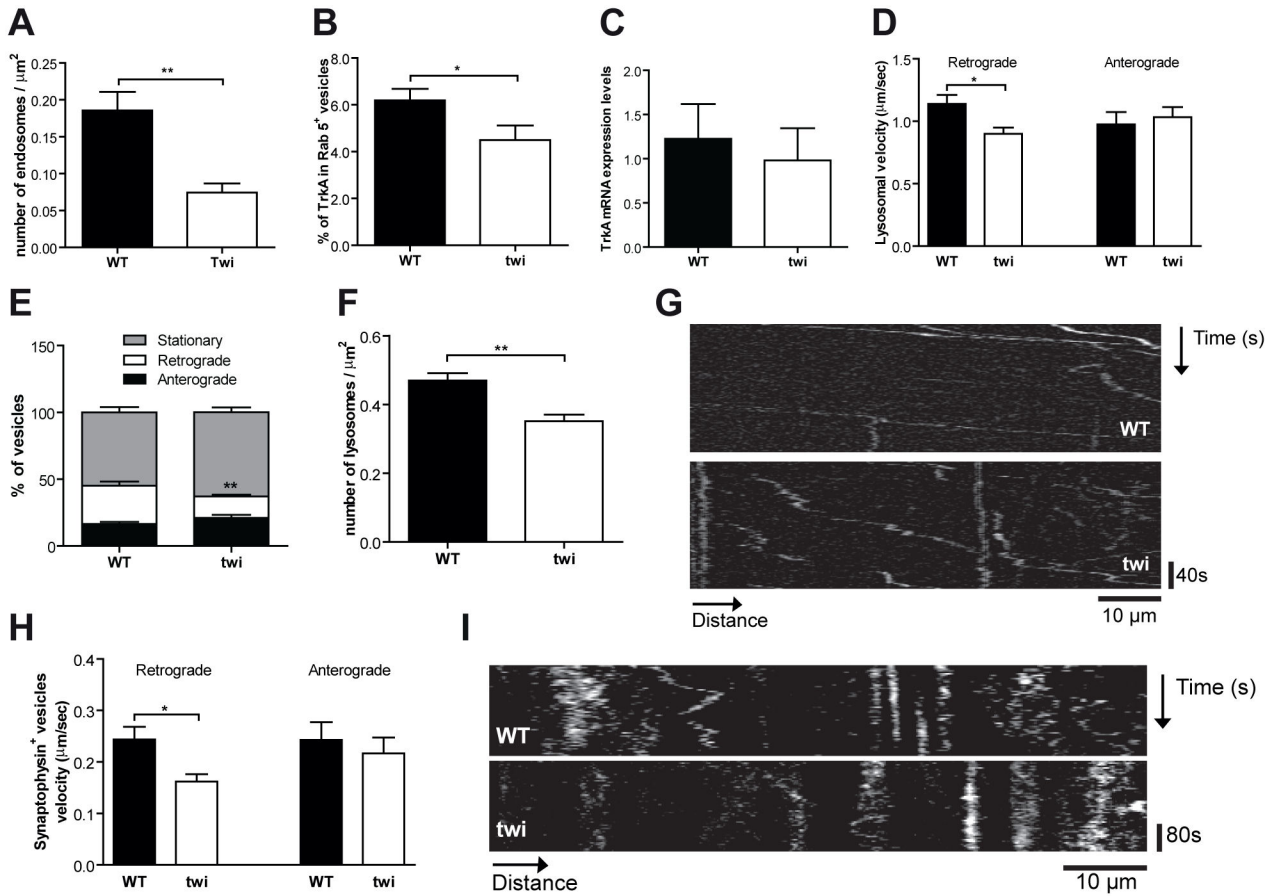 A
number of endosomes / μm²
0.25
0.20
0.15
0.10
0.05
0.00
**
WT
Twi
B
% of TrkA in Rab 5⁺ vesicles
8.0
6.0
4.0
2.0
0.0
*
WT
twi
C
TrkA mRNA expression levels
2.0
1.5
1.0
0.5
0.0
WT
twi
D
Lysosomal velocity (μm/sec)
1.5
1.0
0.5
0.0
Retrograde
Anterograde
*
WT
twi
WT
twi
E
Stationary
Retrograde
Anterograde
% of vesicles
150
100
50
0
**
WT
twi
F
number of lysosomes / μm²
0.6
0.4
0.2
0.0
**
WT
twi
G
Time (s)
WT
twi
40s
Distance
10 μm
H
Synaptophysin⁺ vesicles
velocity (μm/sec)
0.4
0.3
0.2
0.1
0.0
Retrograde
Anterograde
*
WT
twi
WT
twi
I
Time (s)
WT
twi
80s
Distance
10 μm